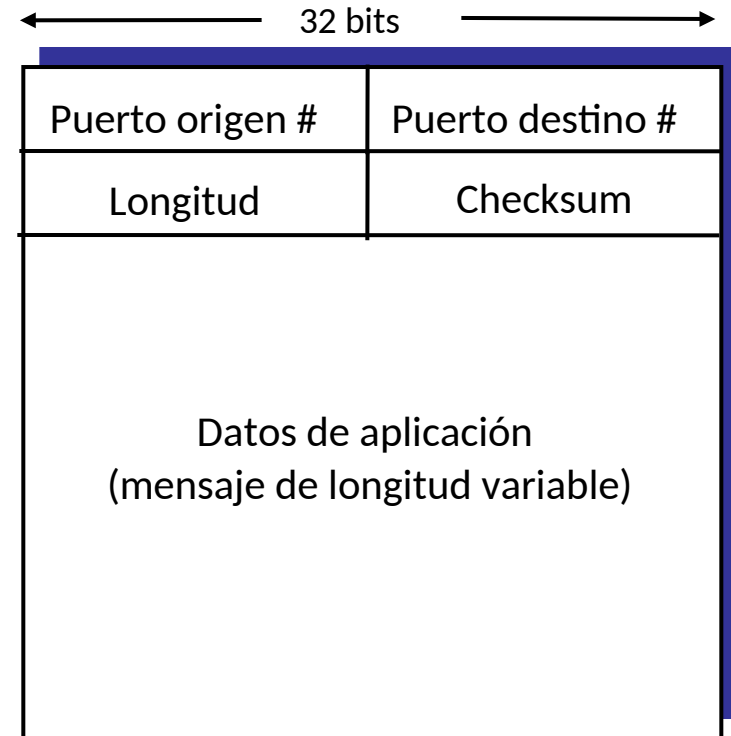 32 bits
Puerto origen # Puerto destino #
Longitud Checksum
Datos de aplicación
(mensaje de longitud variable)